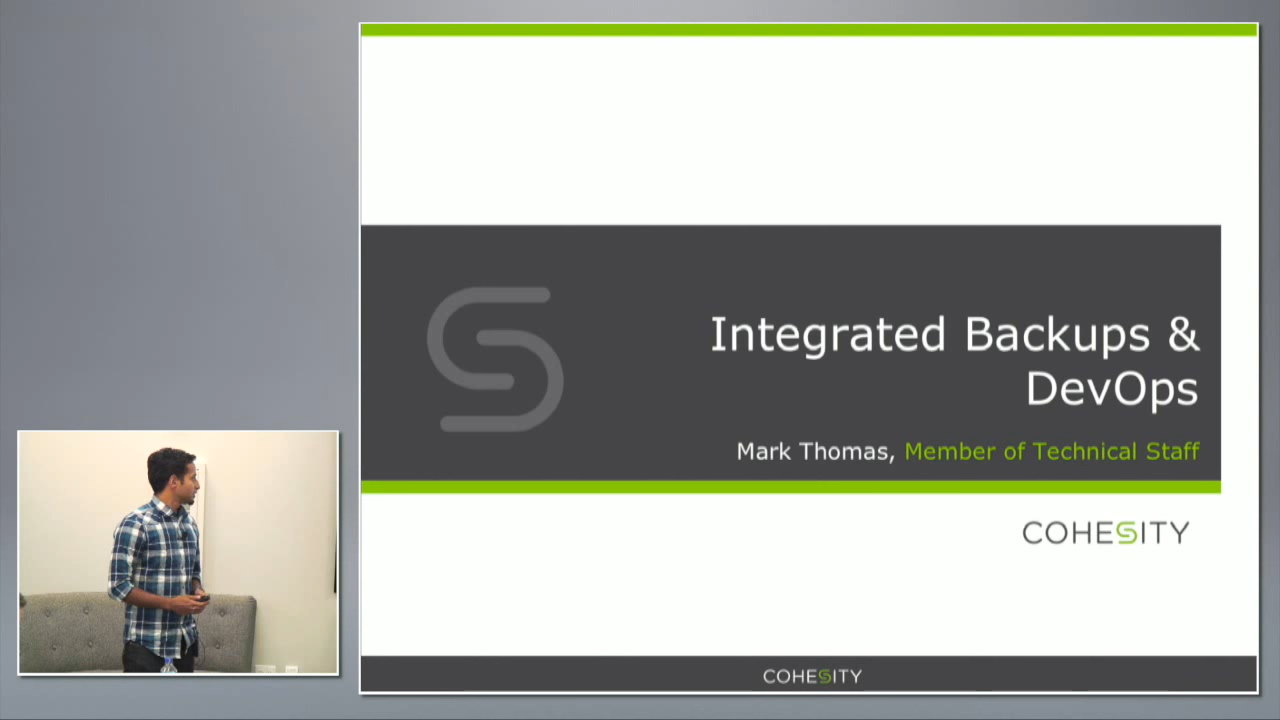 Integrated Backups &
DevOps
Mark Thomas, Member of Technical Staff
COHESITY
COHESITY